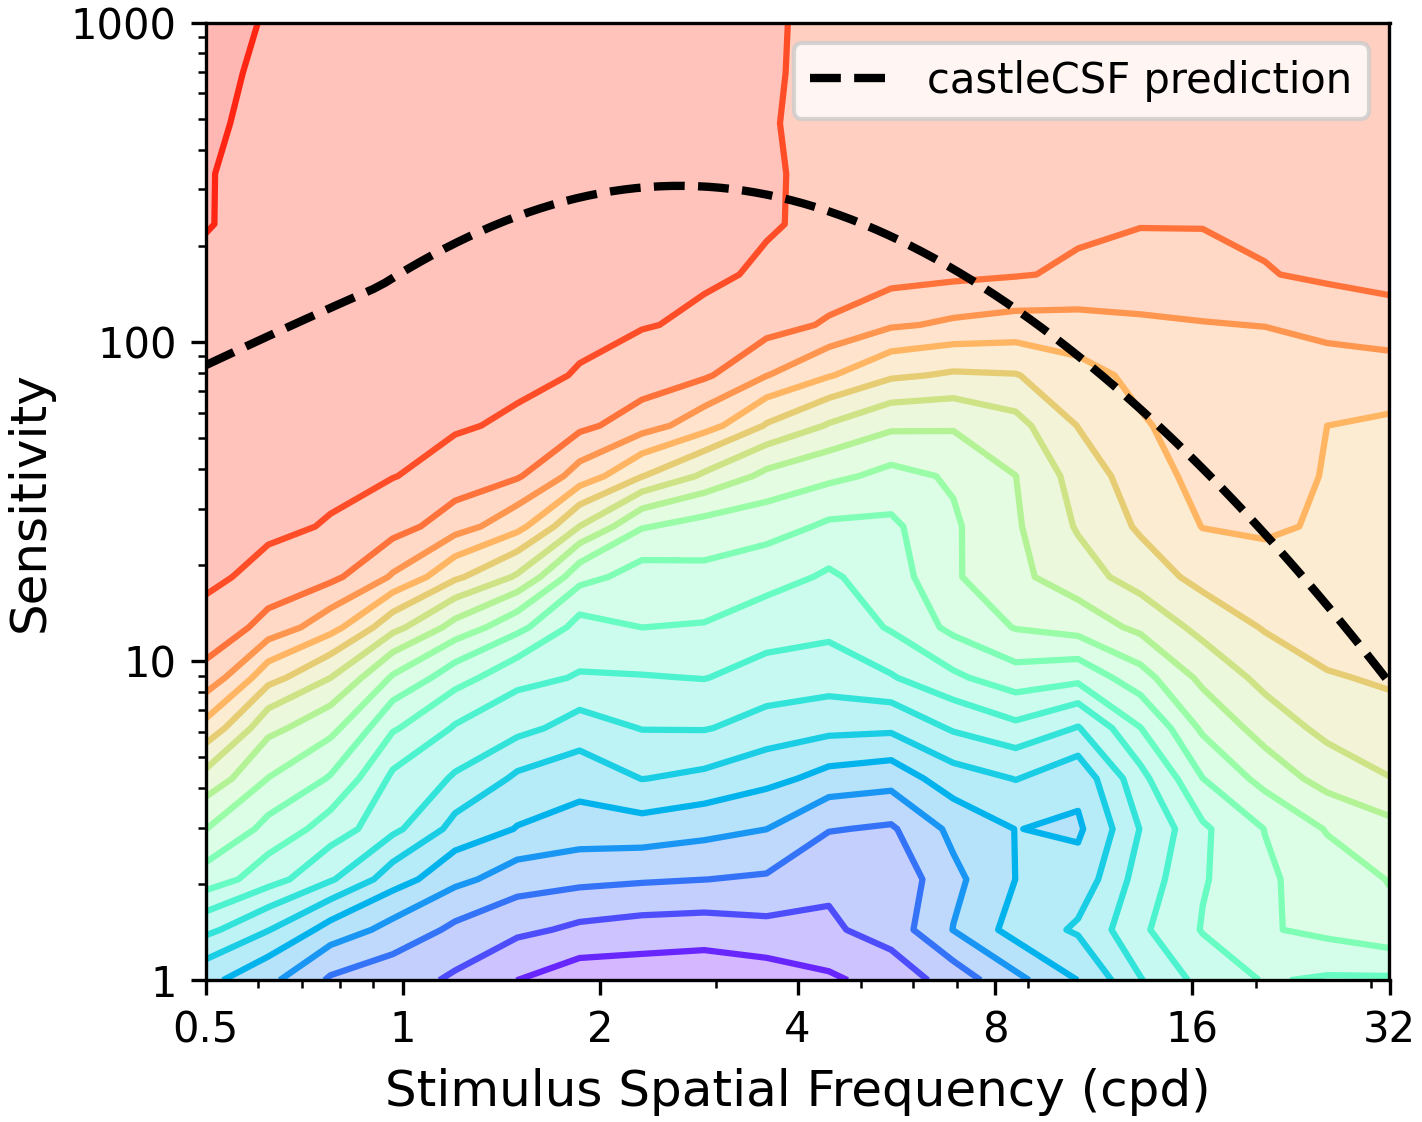 1000
100
10
1
Sensitivity
castleCSF prediction
0.5 1 2 4 8 16 32
Stimulus Spatial Frequency (cpd)